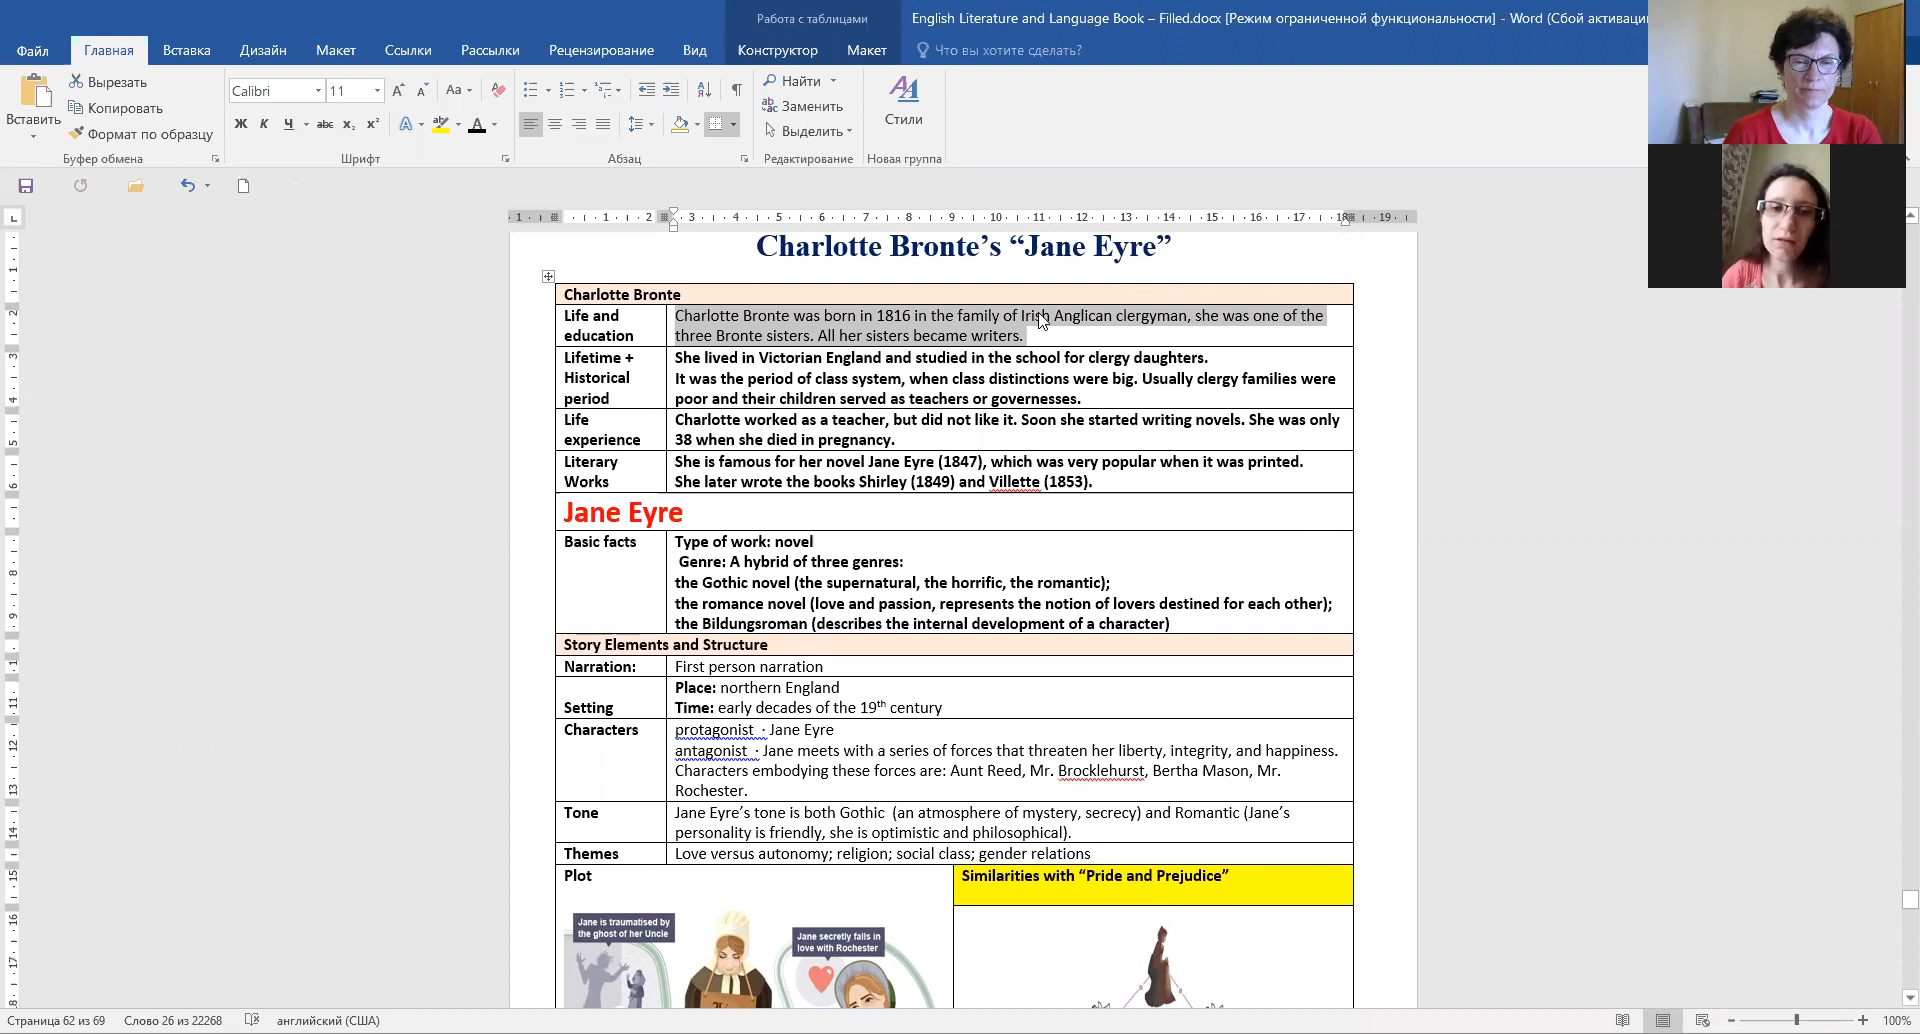 Работа с таблицами
English Literature and Language Book – Filled.docx [Режим ограниченной функциональности] - Word (Сбой активаци
Файл Главная Вставка Дизайн Макет Ссылки Рассылки Рецензирование Вид Конструктор Макет Что вы хотите сделать?
Вставить
Вырезать
Копировать
Формат по образцу
Буфер обмена
Calibri 11
Шрифт
Абзац
Найти
Заменить
Выделить
Редактирование
Стили
Новая группа
Charlotte Bronte’s “Jane Eyre”
Charlotte Bronte
Life and education
Charlotte Bronte was born in 1816 in the family of Irish Anglican clergyman, she was one of the
three Bronte sisters. All her sisters became writers.
Lifetime + Historical period
She lived in Victorian England and studied in the school for clergy daughters.
It was the period of class system, when class distinctions were big. Usually clergy families were
poor and their children served as teachers or governesses.
Life experience
Charlotte worked as a teacher, but did not like it. Soon she started writing novels. She was only
38 when she died in pregnancy.
Literary Works
She is famous for her novel Jane Eyre (1847), which was very popular when it was printed.
She later wrote the books Shirley (1849) and Villette (1853).
Jane Eyre
Basic facts
Type of work: novel
Genre: A hybrid of three genres:
the Gothic novel (the supernatural, the horrific, the romantic);
the romance novel (love and passion, represents the notion of lovers destined for each other);
the Bildungsroman (describes the internal development of a character)
Story Elements and Structure
Narration:
First person narration
Setting
Place: northern England
Time: early decades of the 19th century
Characters
protagonist · Jane Eyre
antagonist · Jane meets with a series of forces that threaten her liberty, integrity, and happiness.
Characters embodying these forces are: Aunt Reed, Mr. Brocklehurst, Bertha Mason, Mr.
Rochester.
Tone
Jane Eyre’s tone is both Gothic (an atmosphere of mystery, secrecy) and Romantic (Jane’s
personality is friendly, she is optimistic and philosophical).
Themes
Love versus autonomy; religion; social class; gender relations
Plot
Similarities with “Pride and Prejudice”
Jane is traumatised by
the ghost of her Uncle
Jane secretly falls in
love with Rochester
Страница 62 из 69 Слово 26 из 22268 английский (США) 100%